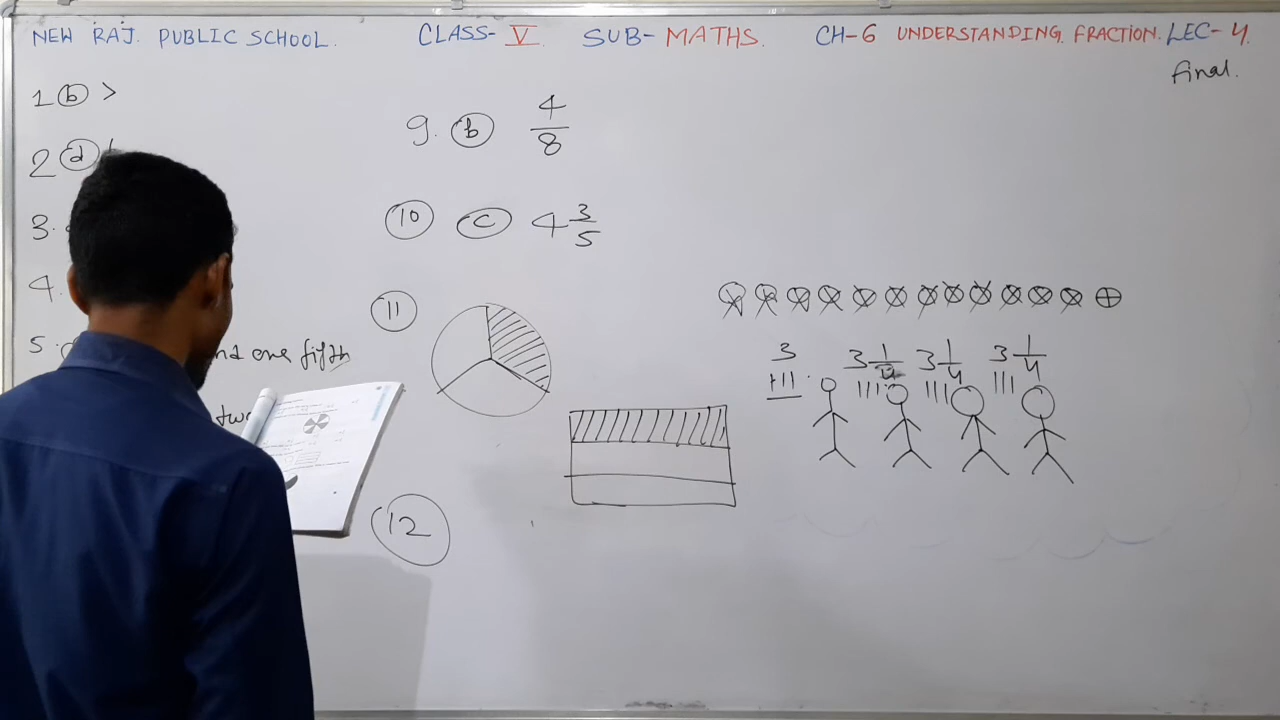 NEW RAJ. PUBLIC SCHOOL. CLASS- V. SUB- MATHS. CH-6 UNDERSTANDING. FRACTION. LEC- 4.
final.
1 (b) >
2 (d)
3.
4.
5. and one fifth
two
9. (b) 4/8
(10) (c) 4 3/5
(11)
(12)
3 3 1/4 3 1/4 3 1/4